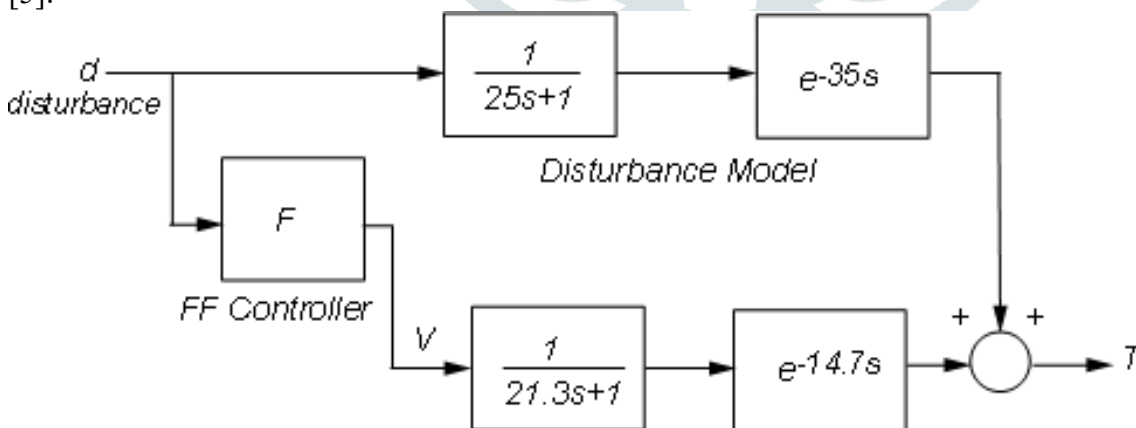 [5].
d
disturbance
1
25s+1
e-35s
Disturbance Model
F
FF Controller
V
1
21.3s+1
e-14.7s
+ +
T